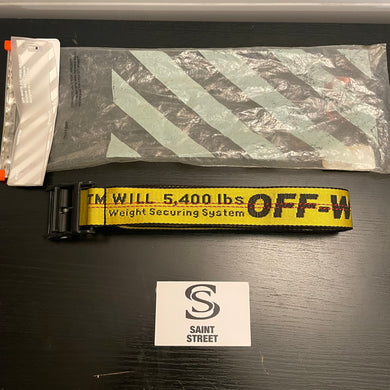 TM WILL 5,400 lbs
Weight Securing System
OFF-W
S
SAINT
STREET